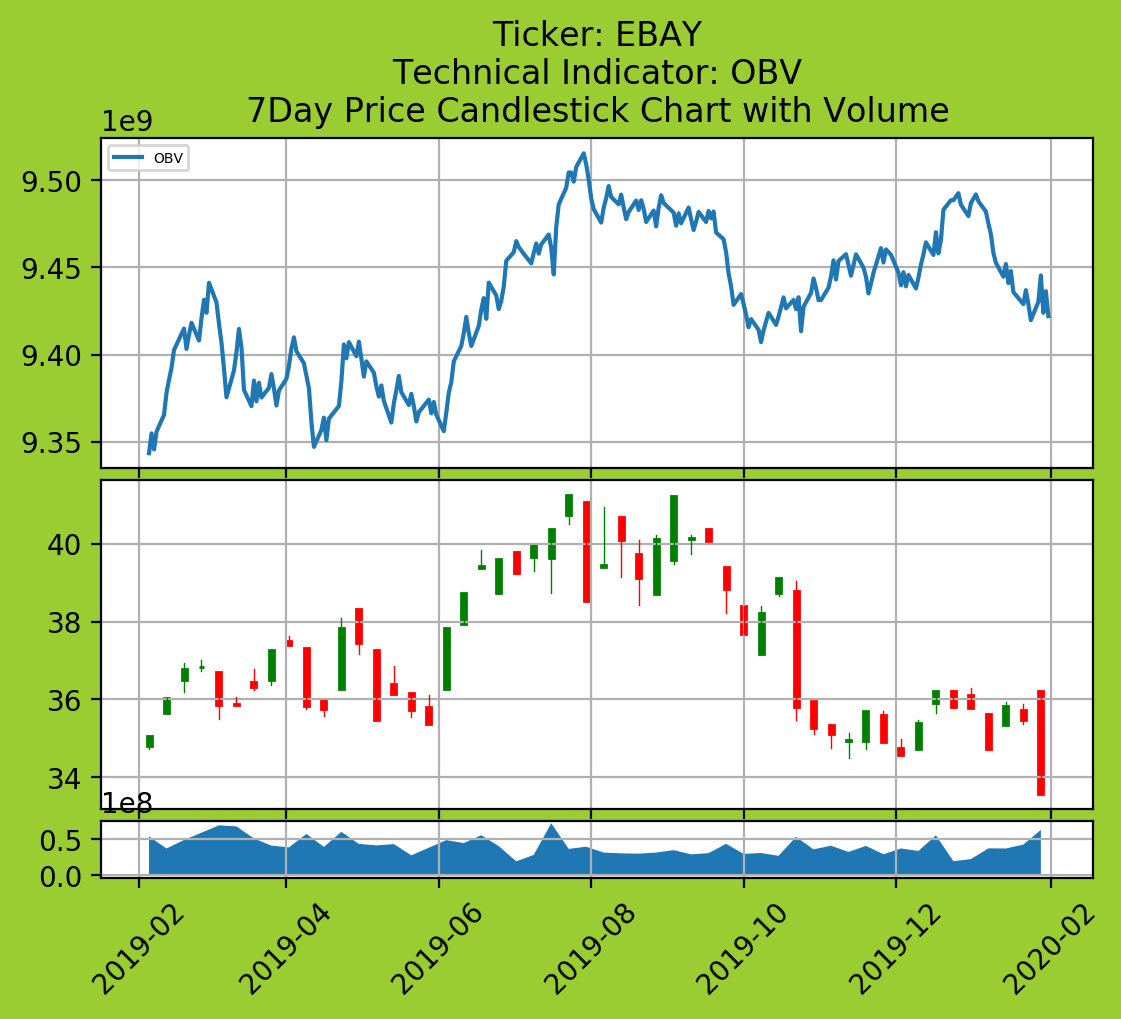 Ticker: EBAY
Technical Indicator: OBV
7Day Price Candlestick Chart with Volume
1e9
OBV
9.50
9.45
9.40
9.35
40
38
36
34
1e8
0.5
0.0
2019-02
2019-04
2019-06
2019-08
2019-10
2019-12
2020-02